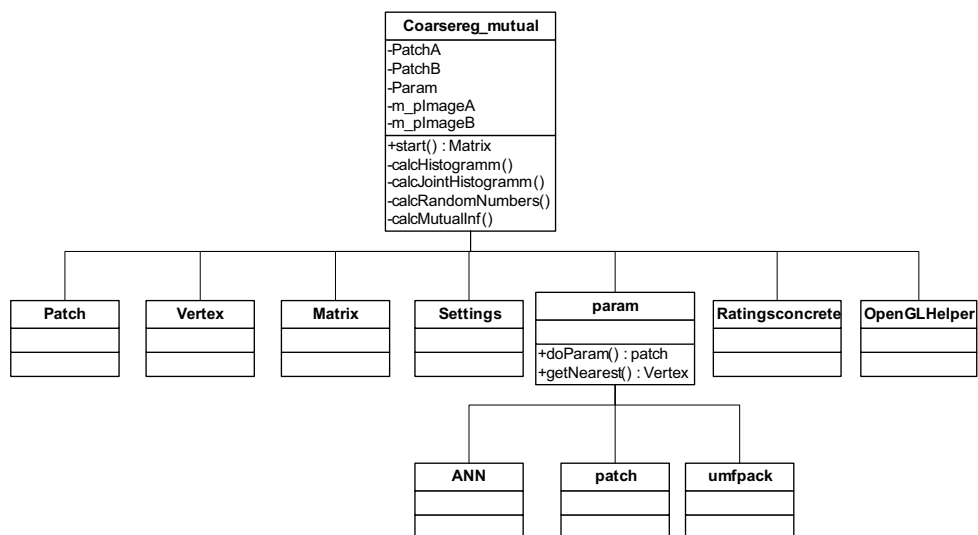 Coarsereg_mutual
-PatchA
-PatchB
-Param
-m_pImageA
-m_pImageB
+start() : Matrix
-calcHistogramm()
-calcJointHistogramm()
-calcRandomNumbers()
-calcMutualInf()
Patch
Vertex
Matrix
Settings
param
+doParam() : patch
+getNearest() : Vertex
Ratingsconcrete
OpenGLHelper
ANN
patch
umfpack